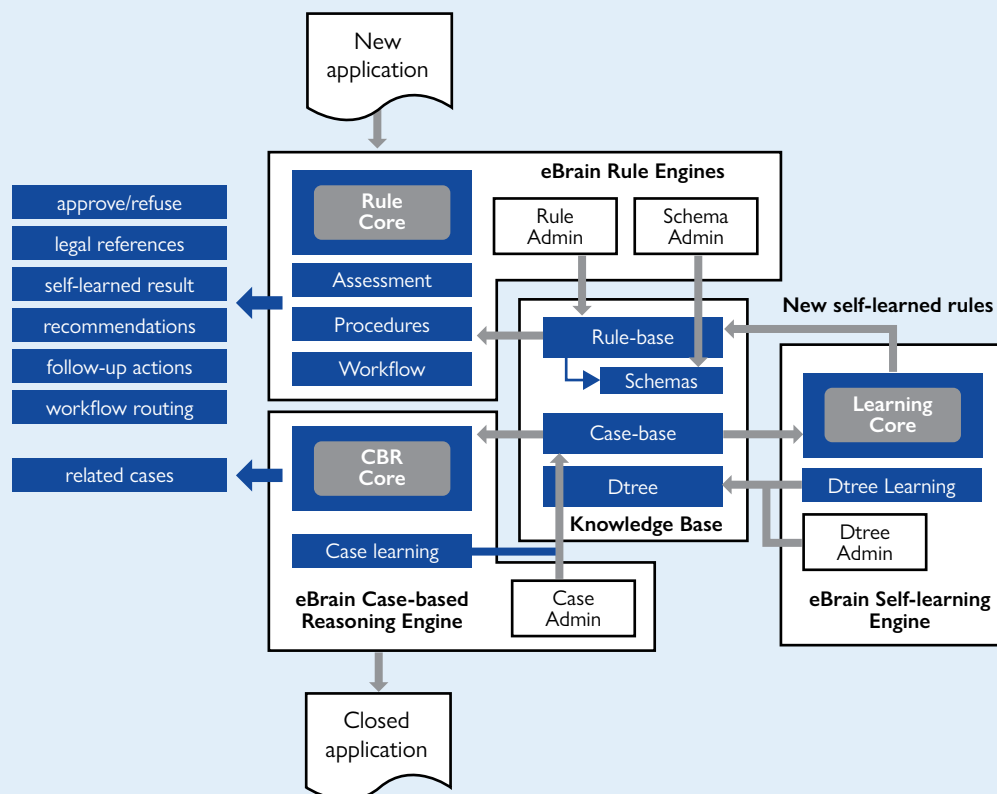 New
application
eBrain Rule Engines
Rule
Core
Rule
Admin
Schema
Admin
approve/refuse
legal references
self-learned result
recommendations
follow-up actions
workflow routing
Assessment
Procedures
Workflow
Rule-base
Schemas
Case-base
Dtree
Knowledge Base
New self-learned rules
Learning
Core
Dtree Learning
Dtree
Admin
eBrain Self-learning
Engine
related cases
CBR
Core
Case learning
eBrain Case-based
Reasoning Engine
Case
Admin
Closed
application